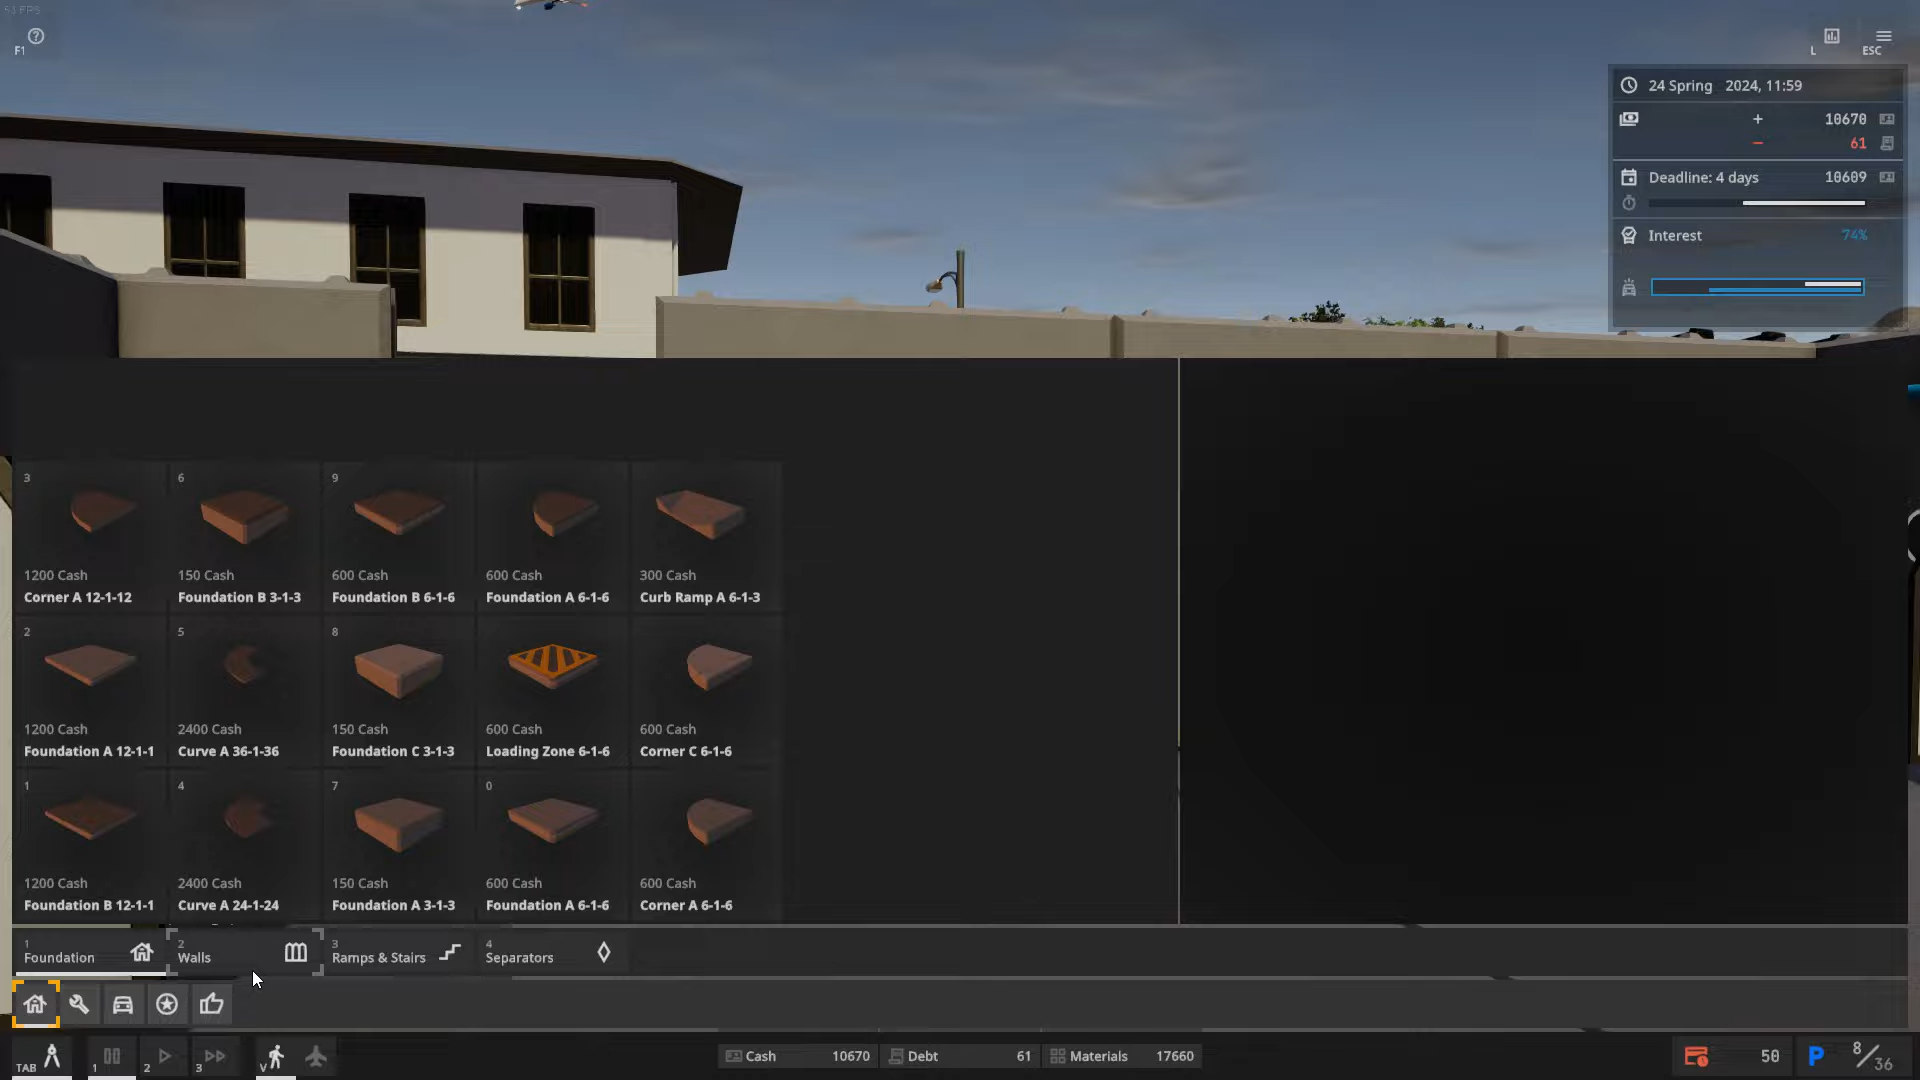 53 FPS
F1
L
ESC
24 Spring 2024, 11:59
+ 10670
− 61
Deadline: 4 days 10609
Interest 74%
3
6
9
1200 Cash
150 Cash
600 Cash
600 Cash
300 Cash
Corner A 12-1-12
Foundation B 3-1-3
Foundation B 6-1-6
Foundation A 6-1-6
Curb Ramp A 6-1-3
2
5
8
1200 Cash
2400 Cash
150 Cash
600 Cash
600 Cash
Foundation A 12-1-1
Curve A 36-1-36
Foundation C 3-1-3
Loading Zone 6-1-6
Corner C 6-1-6
1
4
7
0
1200 Cash
2400 Cash
150 Cash
600 Cash
600 Cash
Foundation B 12-1-1
Curve A 24-1-24
Foundation A 3-1-3
Foundation A 6-1-6
Corner A 6-1-6
1
Foundation
2
Walls
3
Ramps & Stairs
4
Separators
TAB
1
2
3
V
Cash 10670
Debt 61
Materials 17660
50
P 8/36